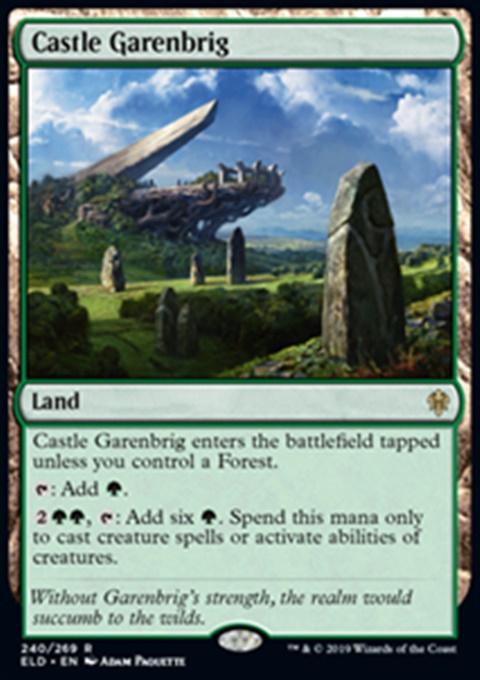 Castle Garenbrig
Land
Castle Garenbrig enters the battlefield tapped
unless you control a Forest.
: Add .
2, : Add six . Spend this mana only
to cast creature spells or activate abilities of
creatures.
Without Garenbrig's strength, the realm would
succumb to the wilds.
240/269 R
ELD • EN Adam Paquette
™ & © 2019 Wizards of the Coast